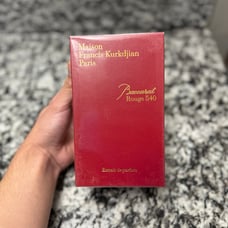 Maison
Francis Kurkdjian
Paris
Baccarat
Rouge 540
Extrait de parfum